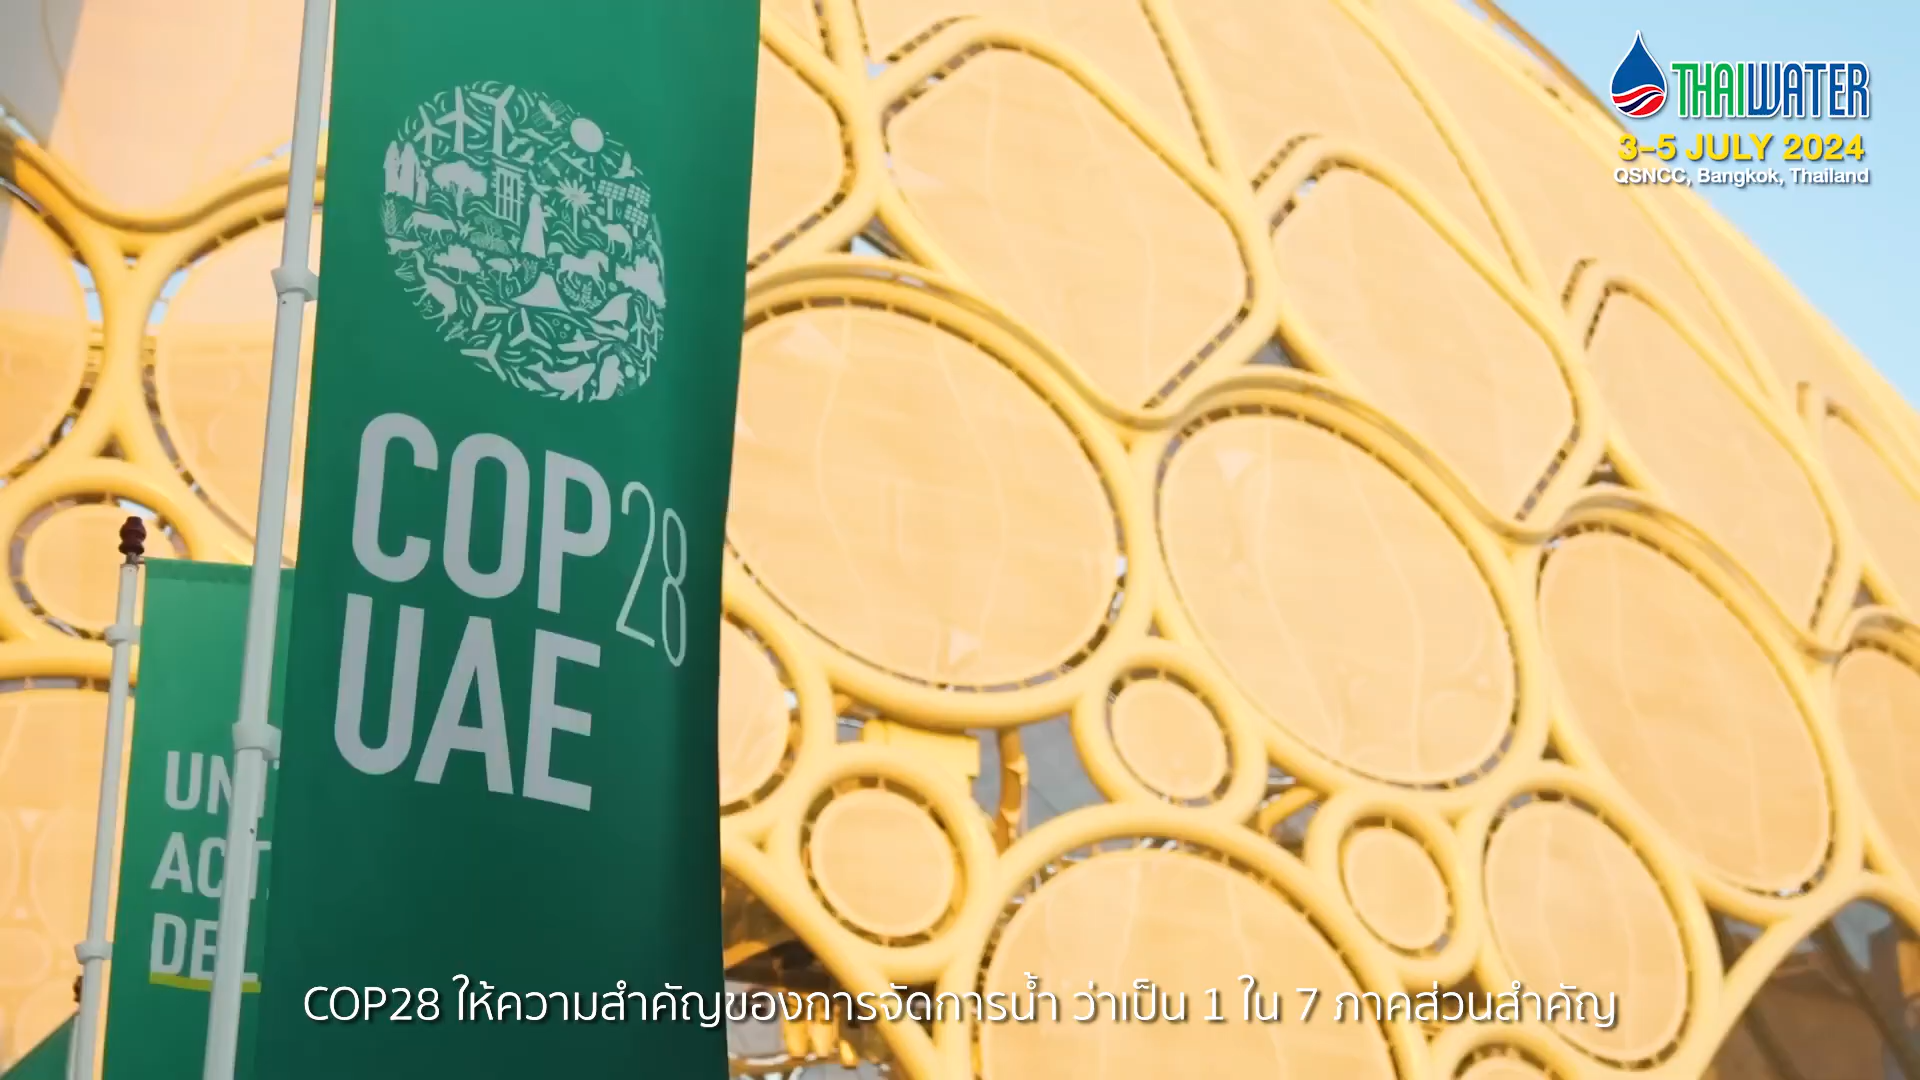 THAIWATER
3-5 JULY 2024
QSNCC, Bangkok, Thailand
COP28
UAE
DEL
COP28 ให้ความสำคัญของการจัดการน้ำ ว่าเป็น 1 ใน 7 ภาคส่วนสำคัญ